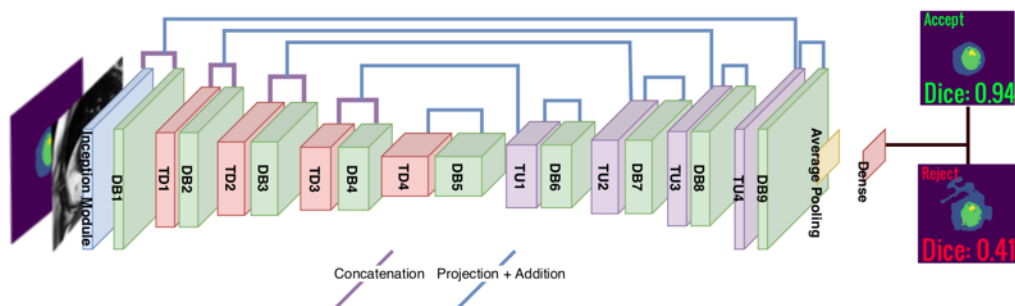 Inception Module
DB1
TD1
DB2
TD2
DB3
TD3
DB4
TD4
DB5
TU1
DB6
TU2
DB7
TU3
DB8
TU4
DB9
Average Pooling
Dense
Accept
Dice: 0.94
Reject
Dice: 0.41
Concatenation
Projection + Addition